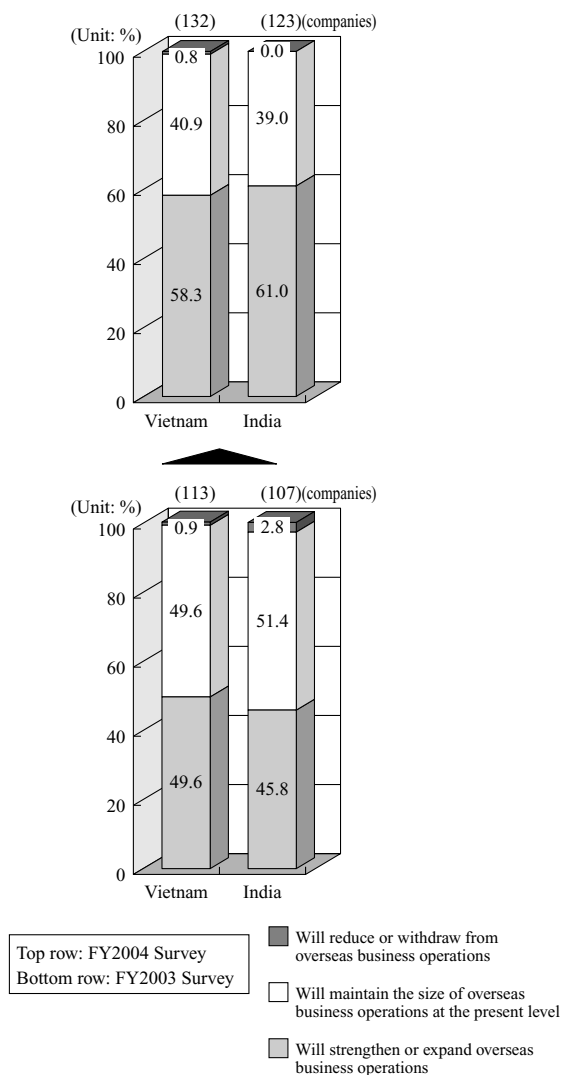 (132) (123)(companies)
(Unit: %)
100
0.8 0.0
80
40.9 39.0
60
40
58.3 61.0
20
0
Vietnam India
(113) (107)(companies)
(Unit: %)
100
0.9 2.8
80
49.6 51.4
60
40
49.6 45.8
20
0
Vietnam India
Top row: FY2004 Survey
Bottom row: FY2003 Survey
Will reduce or withdraw from
overseas business operations
Will maintain the size of overseas
business operations at the present level
Will strengthen or expand overseas
business operations